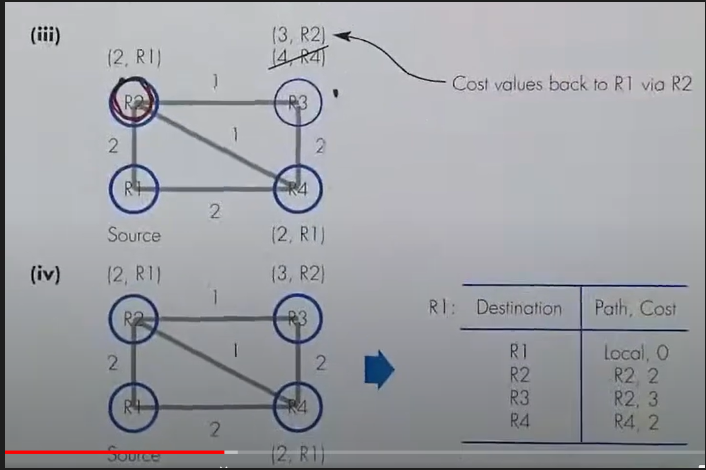 (iii)
(3, R2)
(2, R1)
(4, R4)
1
Cost values back to R1 via R2
R2
R3
2
1
2
R1
R4
2
Source
(2, R1)
(iv)
(2, R1)
(3, R2)
1
R1:
Destination
Path, Cost
R2
R3
2
1
2
R1
Local, 0
R2
R2, 2
R3
R2, 3
R4
R4, 2
R1
R4
2
Source
(2, R1)